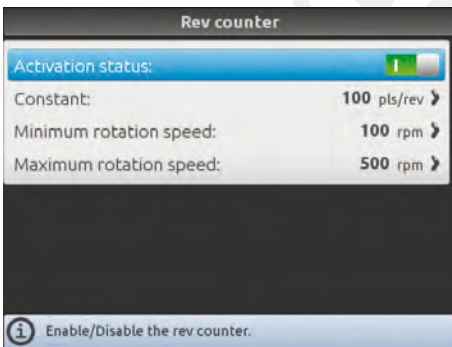 Rev counter
Activation status: I
Constant: 100 pls/rev
Minimum rotation speed: 100 rpm
Maximum rotation speed: 500 rpm
Enable/Disable the rev counter.